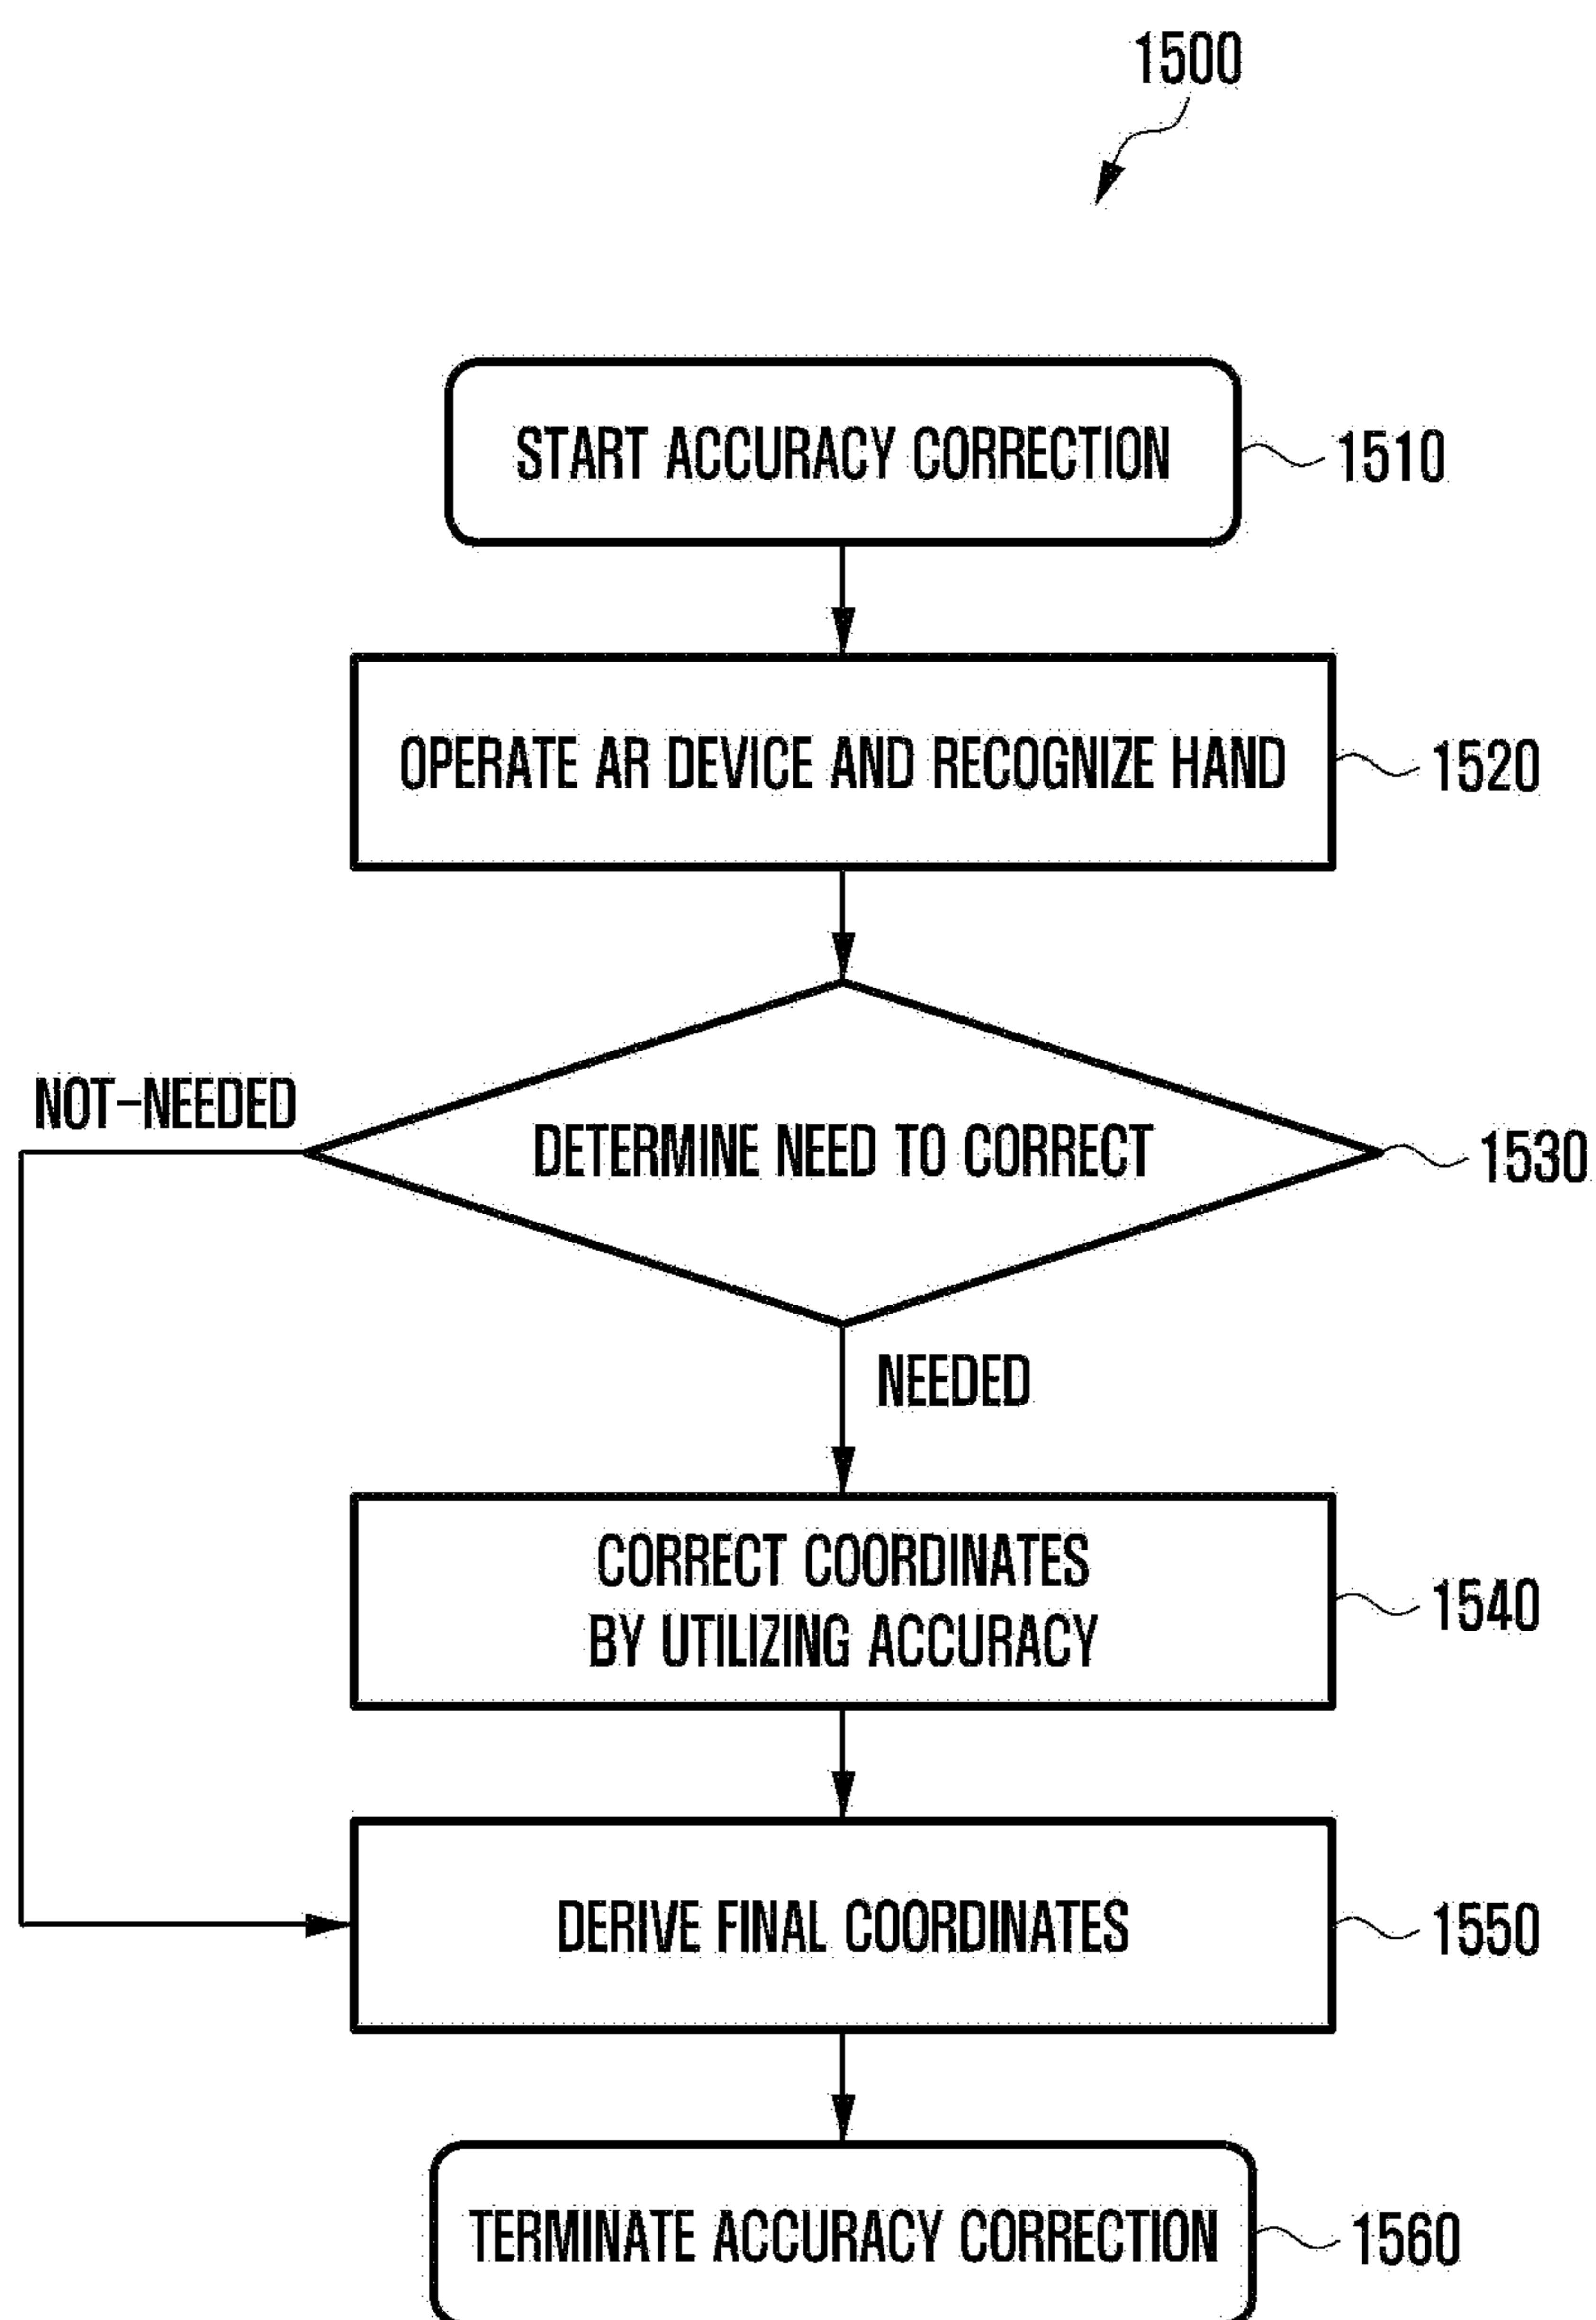 1500
START ACCURACY CORRECTION
1510
OPERATE AR DEVICE AND RECOGNIZE HAND
1520
NOT-NEEDED
DETERMINE NEED TO CORRECT
1530
NEEDED
CORRECT COORDINATES
BY UTILIZING ACCURACY
1540
DERIVE FINAL COORDINATES
1550
TERMINATE ACCURACY CORRECTION
1560